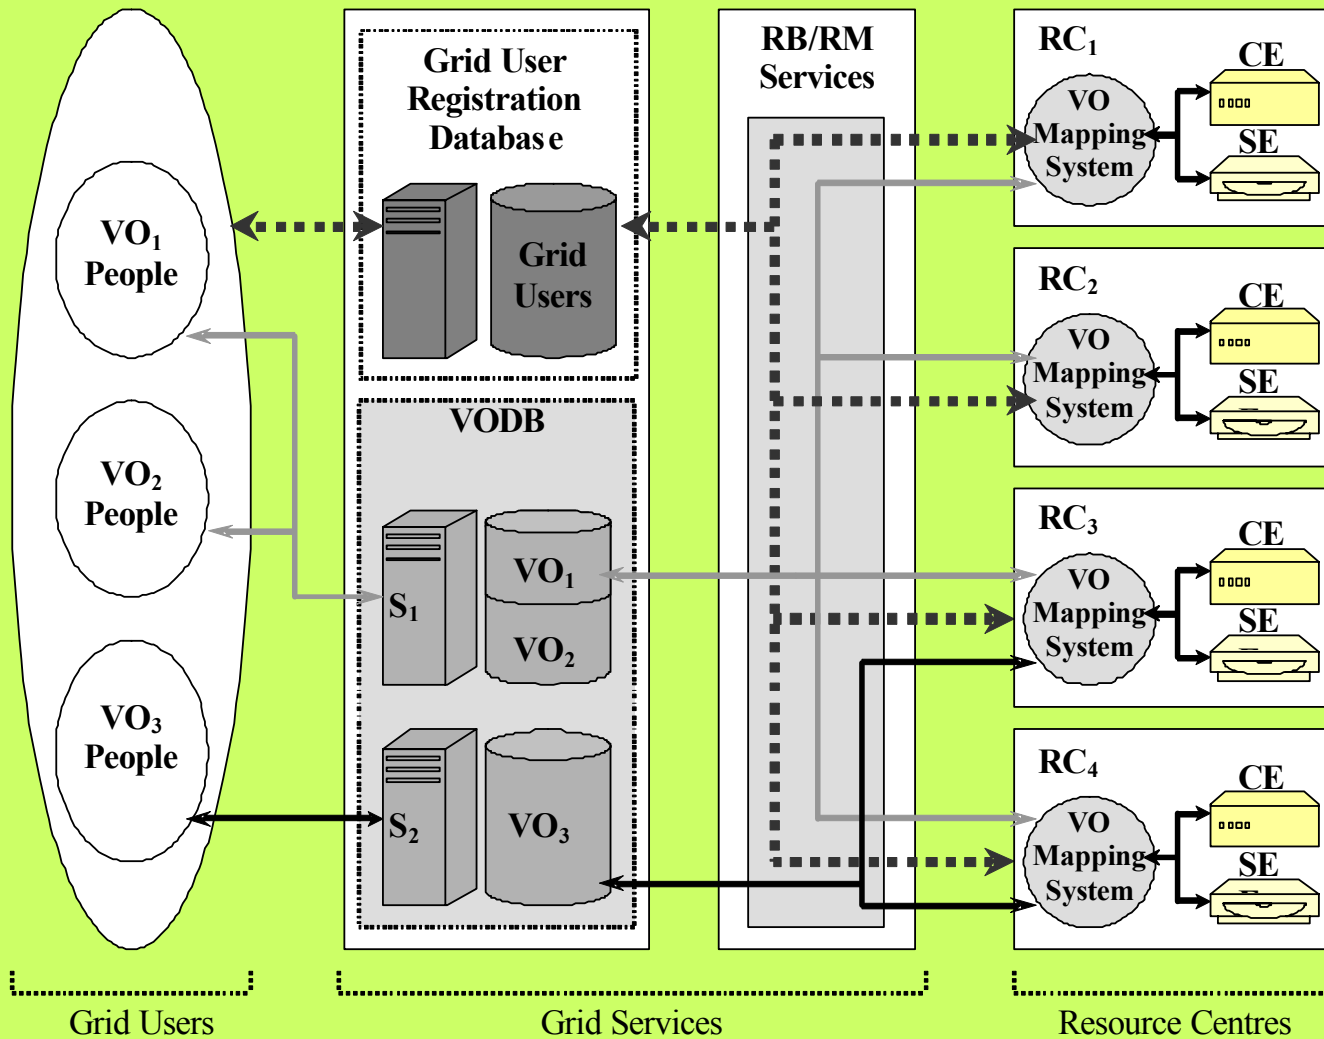 VO₁
People
VO₂
People
VO₃
People
Grid User
Registration
Database
Grid
Users
VODB
S₁
VO₁
VO₂
S₂
VO₃
RB/RM
Services
RC₁
VO
Mapping
System
CE
SE
RC₂
VO
Mapping
System
CE
SE
RC₃
VO
Mapping
System
CE
SE
RC₄
VO
Mapping
System
CE
SE
Grid Users
Grid Services
Resource Centres